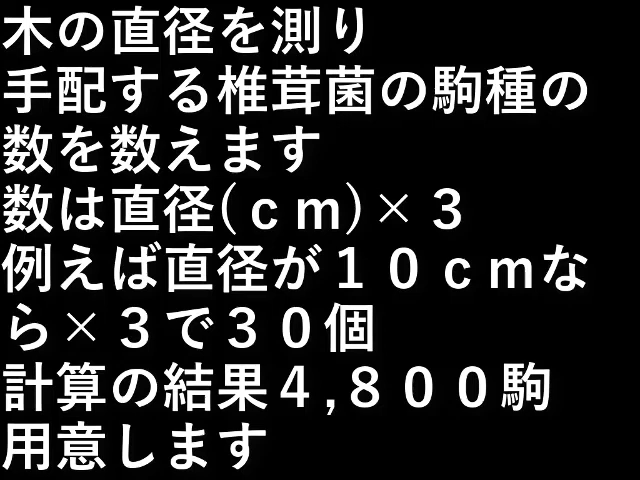 木の直径を測り
手配する椎茸菌の駒種の
数を数えます
数は直径(ｃｍ)×３
例えば直径が１０ｃｍな
ら×３で３０個
計算の結果４,８００駒
用意します